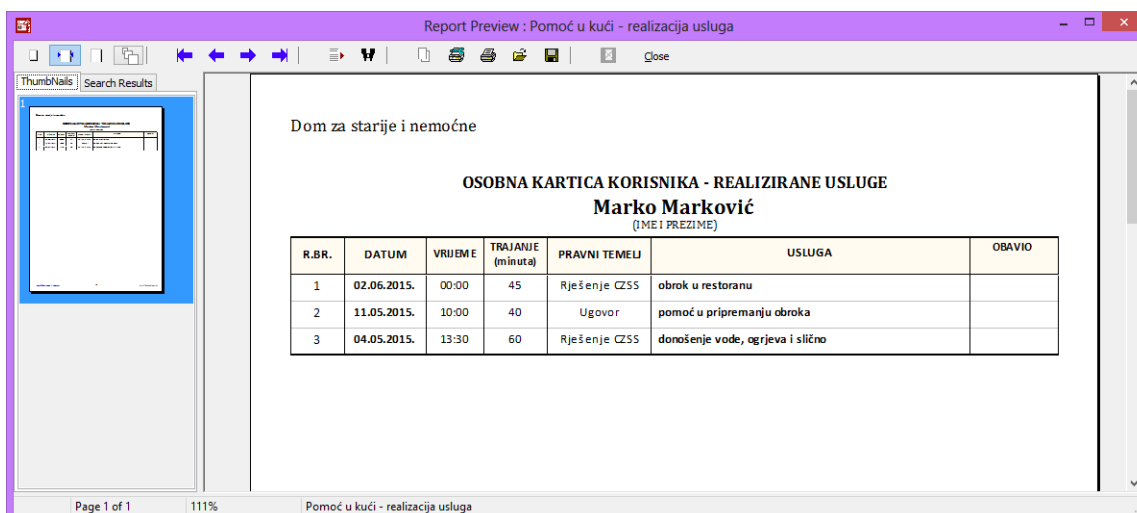 Report Preview : Pomoć u kući - realizacija usluga
Close
ThumbNails Search Results
1
Dom za starije i nemoćne
OSOBNA KARTICA KORISNIKA - REALIZIRANE USLUGE
Marko Marković
(IME I PREZIME)
R.BR. DATUM VRIJEME TRAJANJE (minuta) PRAVNI TEMELJ USLUGA OBAVIO
1 02.06.2015. 00:00 45 Rješenje CZSS obrok u restoranu
2 11.05.2015. 10:00 40 Ugovor pomoć u pripremanju obroka
3 04.05.2015. 13:30 60 Rješenje CZSS donošenje vode, ogrjeva i slično
Page 1 of 1 111% Pomoć u kući - realizacija usluga